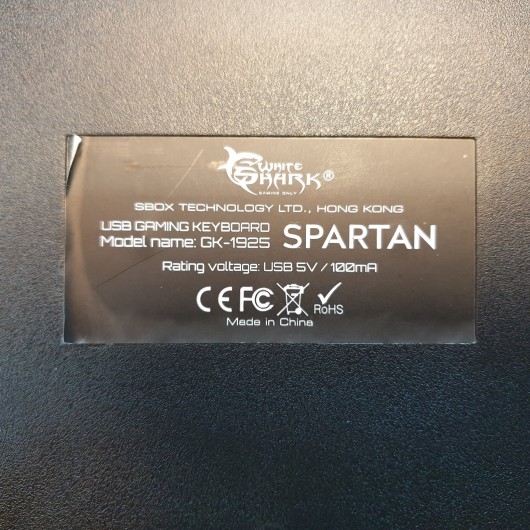 WHITE
SHARK®
GAMING ONLY
SBOX TECHNOLOGY LTD., HONG KONG
USB GAMING KEYBOARD
Model name: GK-1925 SPARTAN
Rating voltage: USB 5V / 100mA
CE FC RoHS
Made in China